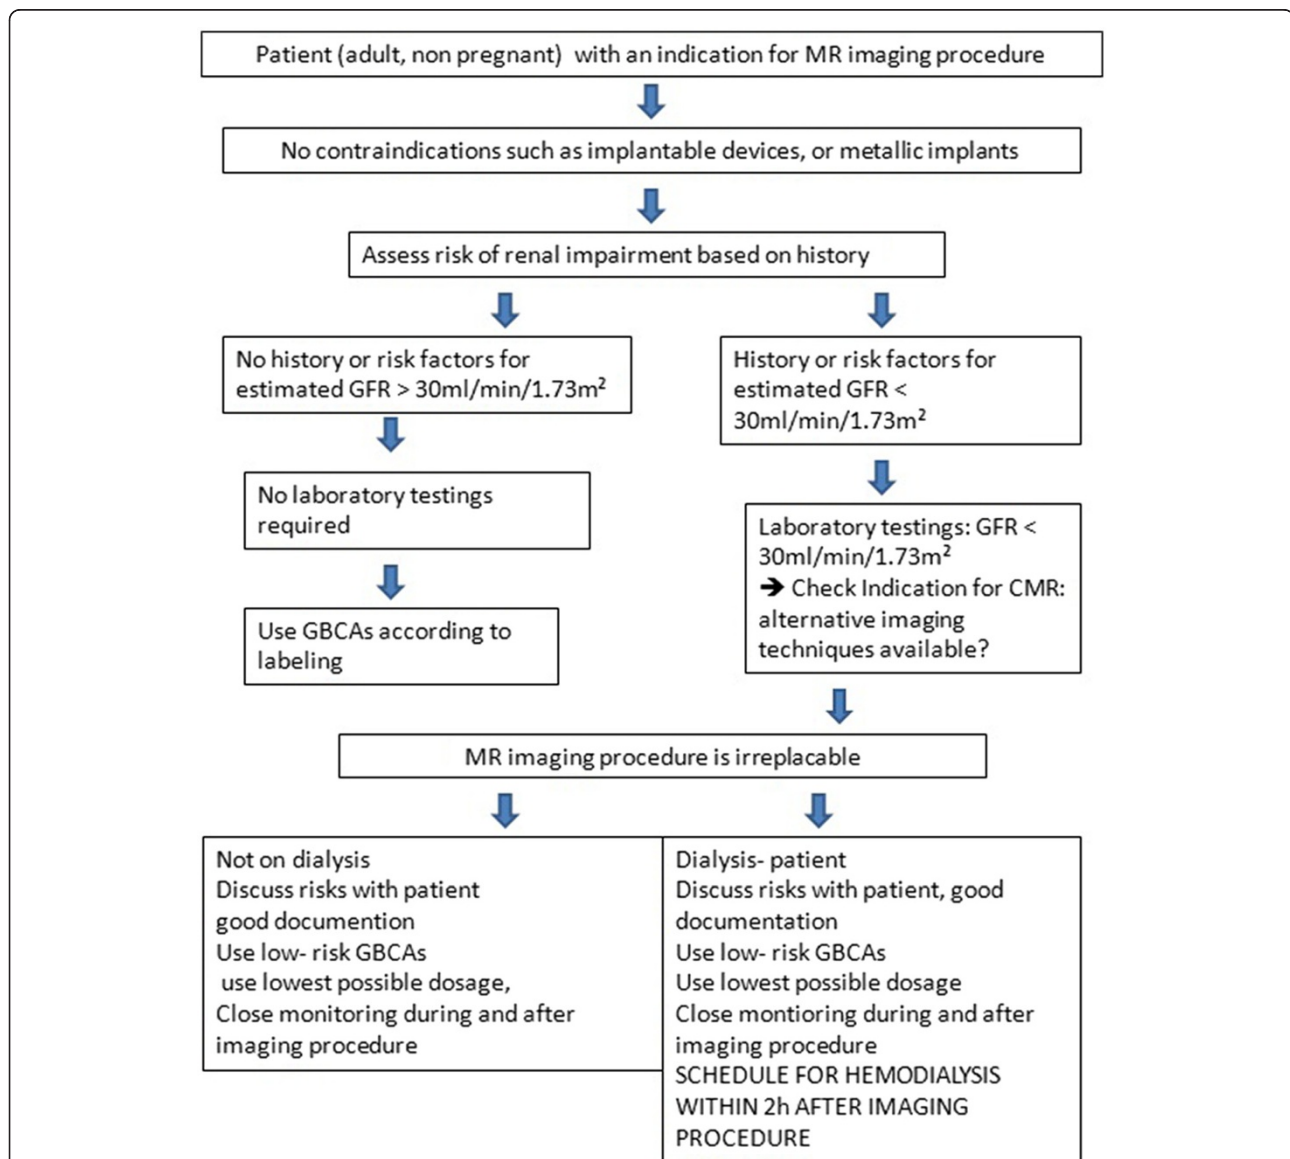 Patient (adult, non pregnant) with an indication for MR imaging procedure
No contraindications such as implantable devices, or metallic implants
Assess risk of renal impairment based on history
No history or risk factors for
estimated GFR > 30ml/min/1.73m²
History or risk factors for
estimated GFR <
30ml/min/1.73m²
No laboratory testings
required
Laboratory testings: GFR <
30ml/min/1.73m²
➔ Check Indication for CMR:
alternative imaging
techniques available?
Use GBCAs according to
labeling
MR imaging procedure is irreplacable
Not on dialysis
Discuss risks with patient
good documention
Use low- risk GBCAs
use lowest possible dosage,
Close monitoring during and after
imaging procedure
Dialysis- patient
Discuss risks with patient, good
documentation
Use low- risk GBCAs
Use lowest possible dosage
Close montioring during and after
imaging procedure
SCHEDULE FOR HEMODIALYSIS
WITHIN 2h AFTER IMAGING
PROCEDURE